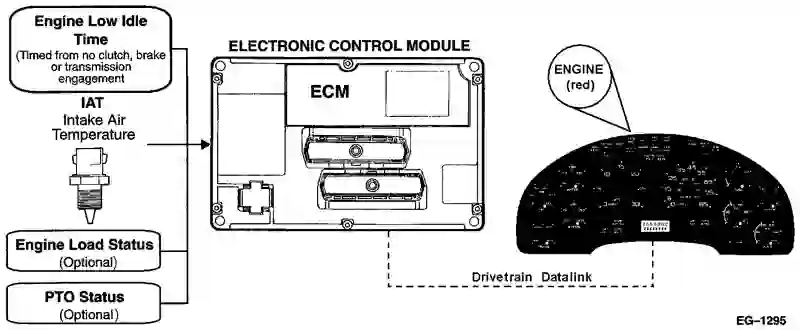 Engine Low Idle
Time
(Timed from no clutch, brake
or transmission
engagement
IAT
Intake Air
Temperature
Engine Load Status
(Optional)
PTO Status
(Optional)
ELECTRONIC CONTROL MODULE
ECM
ENGINE
(red)
Drivetrain Datalink
EG–1295